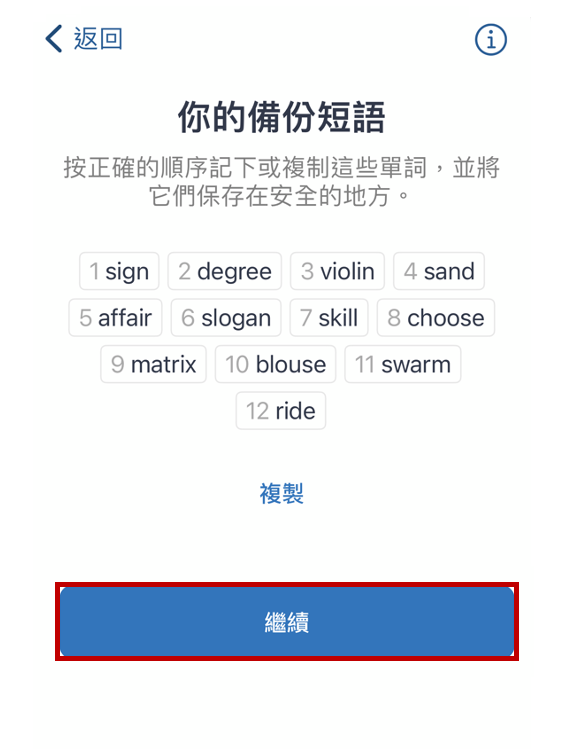 返回
你的備份短語
按正確的順序記下或複制這些單詞，並將
它們保存在安全的地方。
1 sign 2 degree 3 violin 4 sand
5 affair 6 slogan 7 skill 8 choose
9 matrix 10 blouse 11 swarm
12 ride
複製
繼續